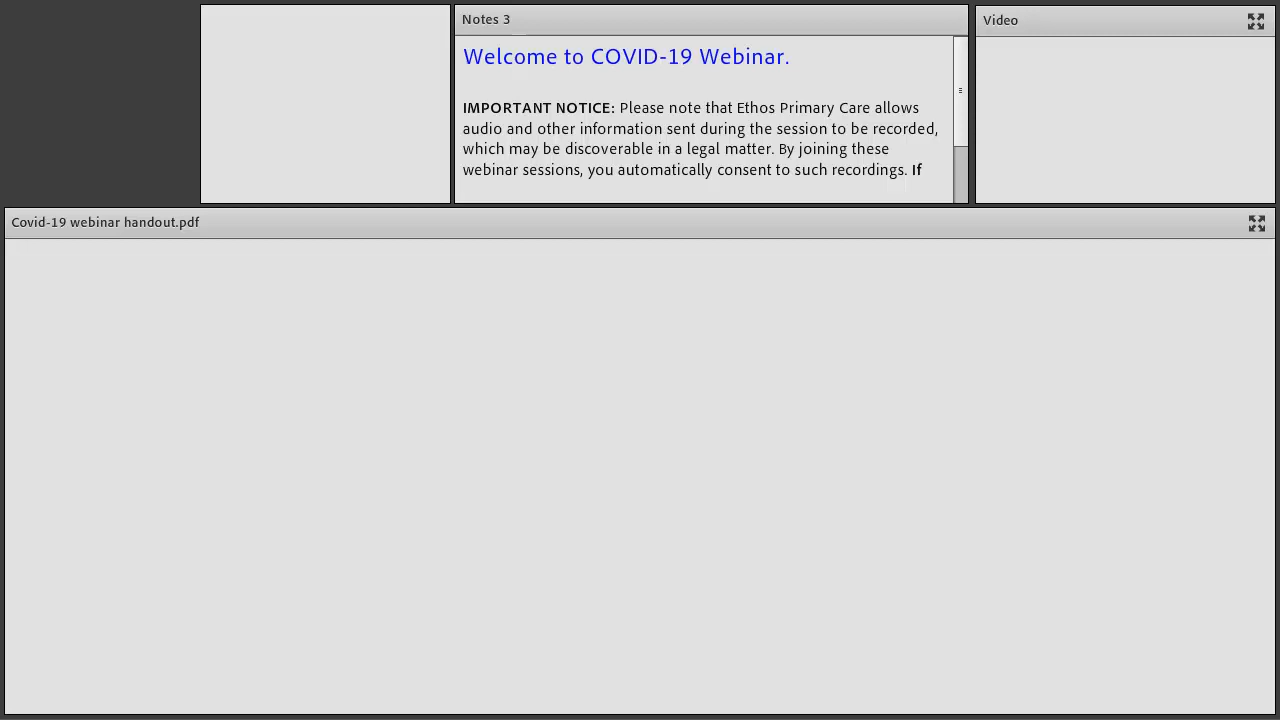 Notes 3
Video
Welcome to COVID-19 Webinar.
IMPORTANT NOTICE: Please note that Ethos Primary Care allows
audio and other information sent during the session to be recorded,
which may be discoverable in a legal matter. By joining these
webinar sessions, you automatically consent to such recordings. If
Covid-19 webinar handout.pdf